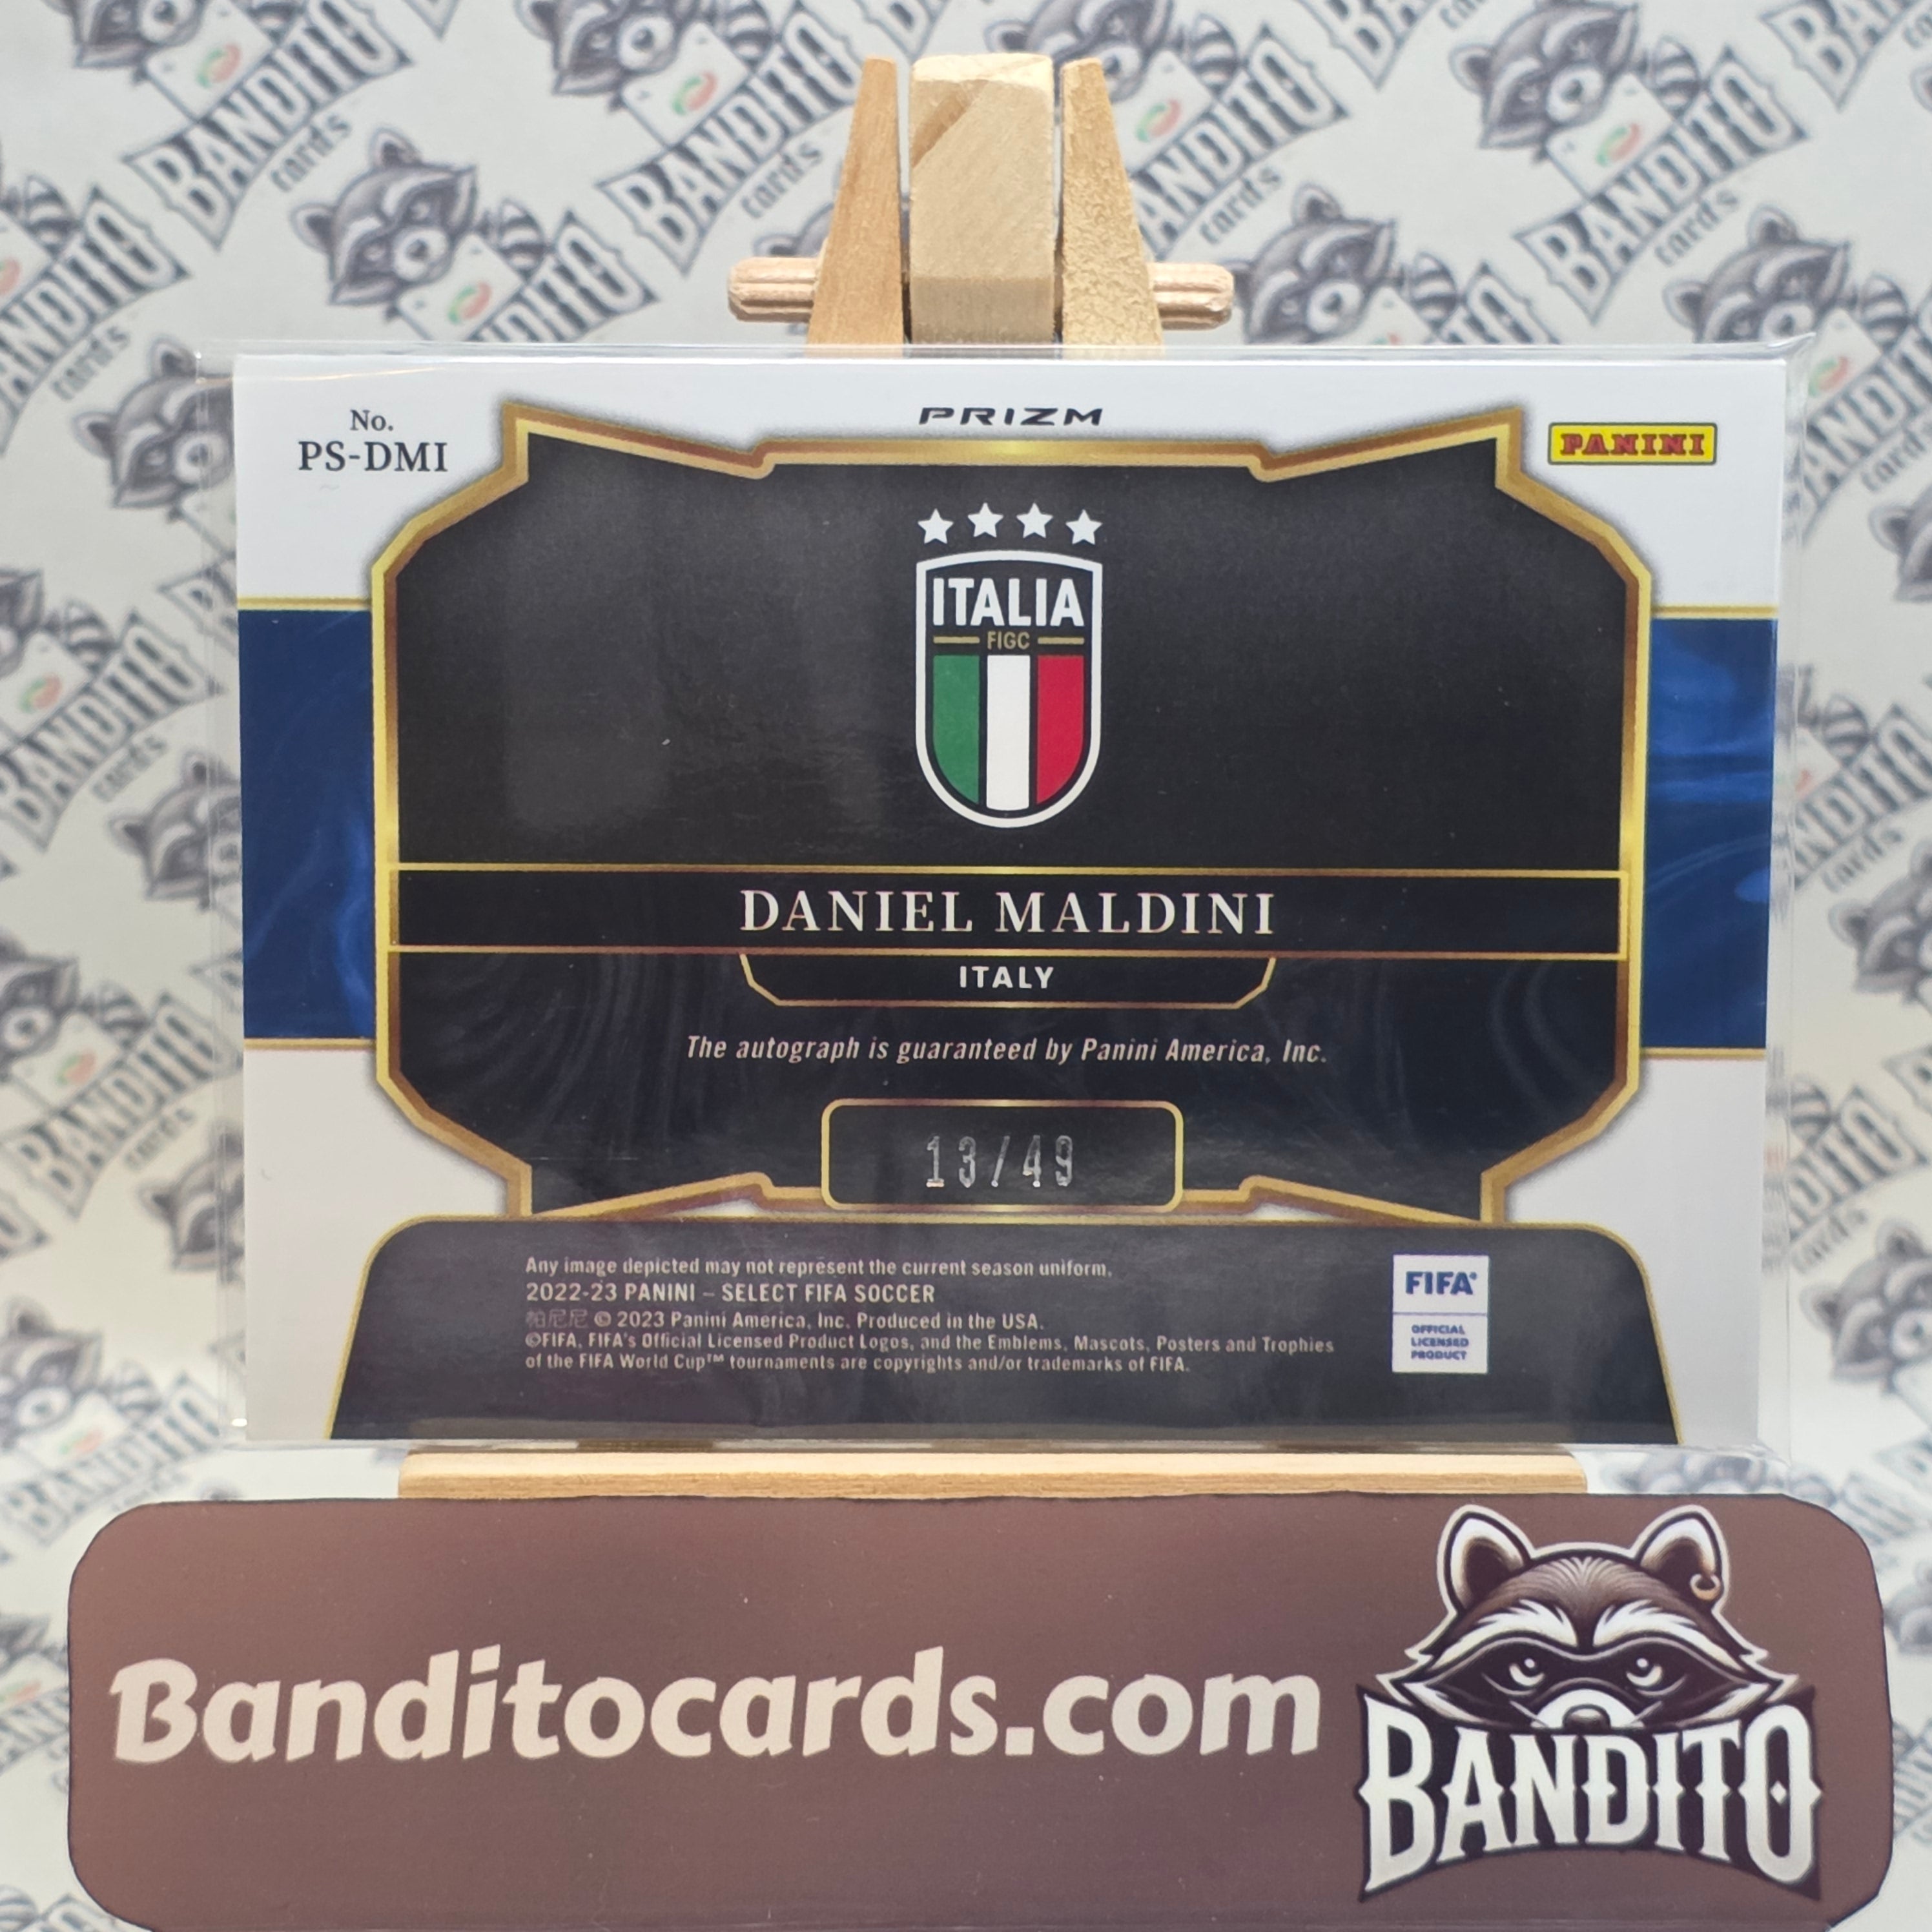 No.
PS-DMI
PRIZM
PANINI
ITALIA
FIGC
DANIEL MALDINI
ITALY
The autograph is guaranteed by Panini America, Inc.
13/49
Any image depicted may not represent the current season uniform.
2022-23 PANINI – SELECT FIFA SOCCER
帕尼尼 © 2023 Panini America, Inc. Produced in the USA.
©FIFA, FIFA's Official Licensed Product Logos, and the Emblems, Mascots, Posters and Trophies
of the FIFA World Cup™ tournaments are copyrights and/or trademarks of FIFA.
FIFA®
OFFICIAL
LICENSED
PRODUCT
Banditocards.com
BANDITO